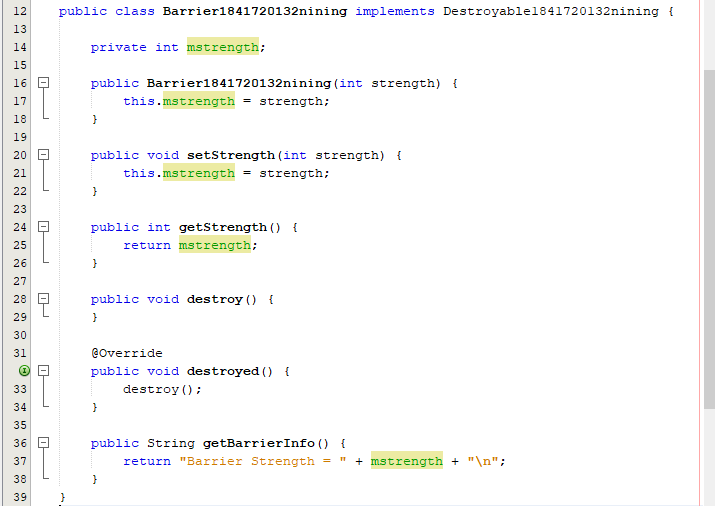 12 public class Barrier1841720132nining implements Destroyable1841720132nining {
13
14 private int mstrength;
15
16 public Barrier1841720132nining(int strength) {
17 this.mstrength = strength;
18 }
19
20 public void setStrength(int strength) {
21 this.mstrength = strength;
22 }
23
24 public int getStrength() {
25 return mstrength;
26 }
27
28 public void destroy() {
29 }
30
31 @Override
public void destroyed() {
33 destroy();
34 }
35
36 public String getBarrierInfo() {
37 return "Barrier Strength = " + mstrength + "\n";
38 }
39 }